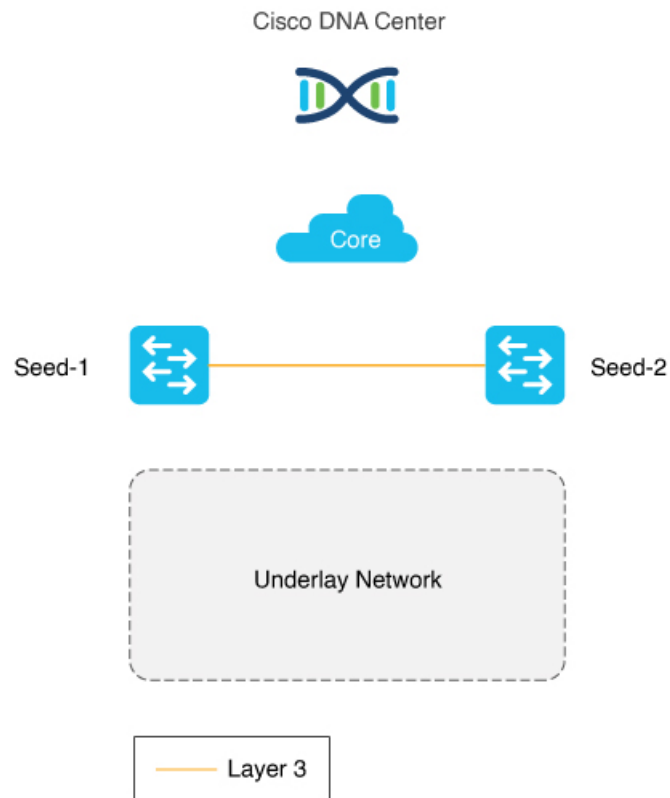 Cisco DNA Center
Core
Seed-1
Seed-2
Underlay Network
Layer 3